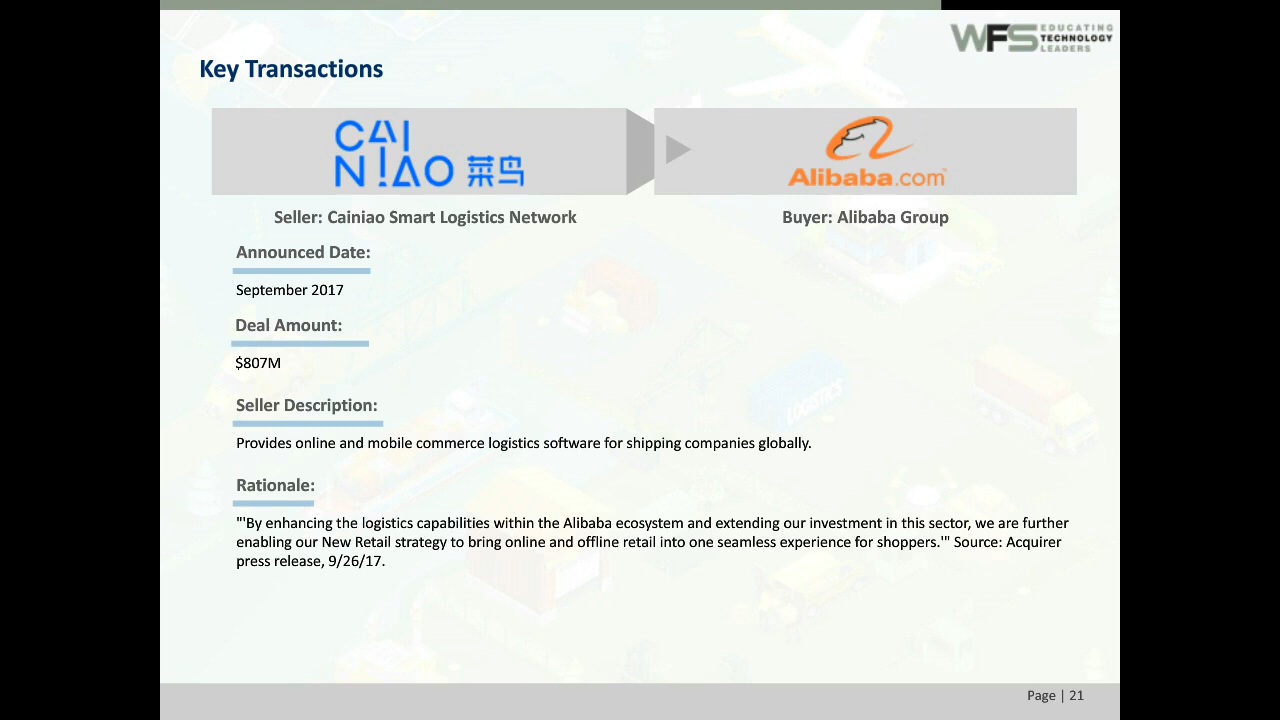 WFS EDUCATING
TECHNOLOGY
LEADERS
Key Transactions
CAI
NIAO 菜鸟
Alibaba.com™
Seller: Cainiao Smart Logistics Network
Buyer: Alibaba Group
Announced Date:
September 2017
Deal Amount:
$807M
LOGISTICS
Seller Description:
Provides online and mobile commerce logistics software for shipping companies globally.
Rationale:
"'By enhancing the logistics capabilities within the Alibaba ecosystem and extending our investment in this sector, we are further
enabling our New Retail strategy to bring online and offline retail into one seamless experience for shoppers.'" Source: Acquirer
press release, 9/26/17.
Page | 21